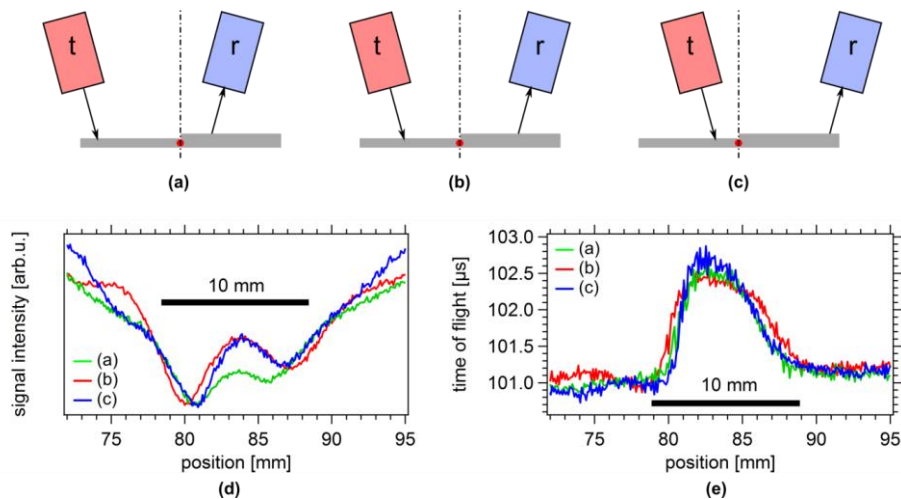 t r t r t r
(a) (b) (c)
signal intensity [arb.u.]
10 mm
(a)
(b)
(c)
75 80 85 90 95
position [mm]
(d)
time of flight [µs]
103.0
102.5
102.0
101.5
101.0
(a)
(b)
(c)
10 mm
75 80 85 90 95
position [mm]
(e)